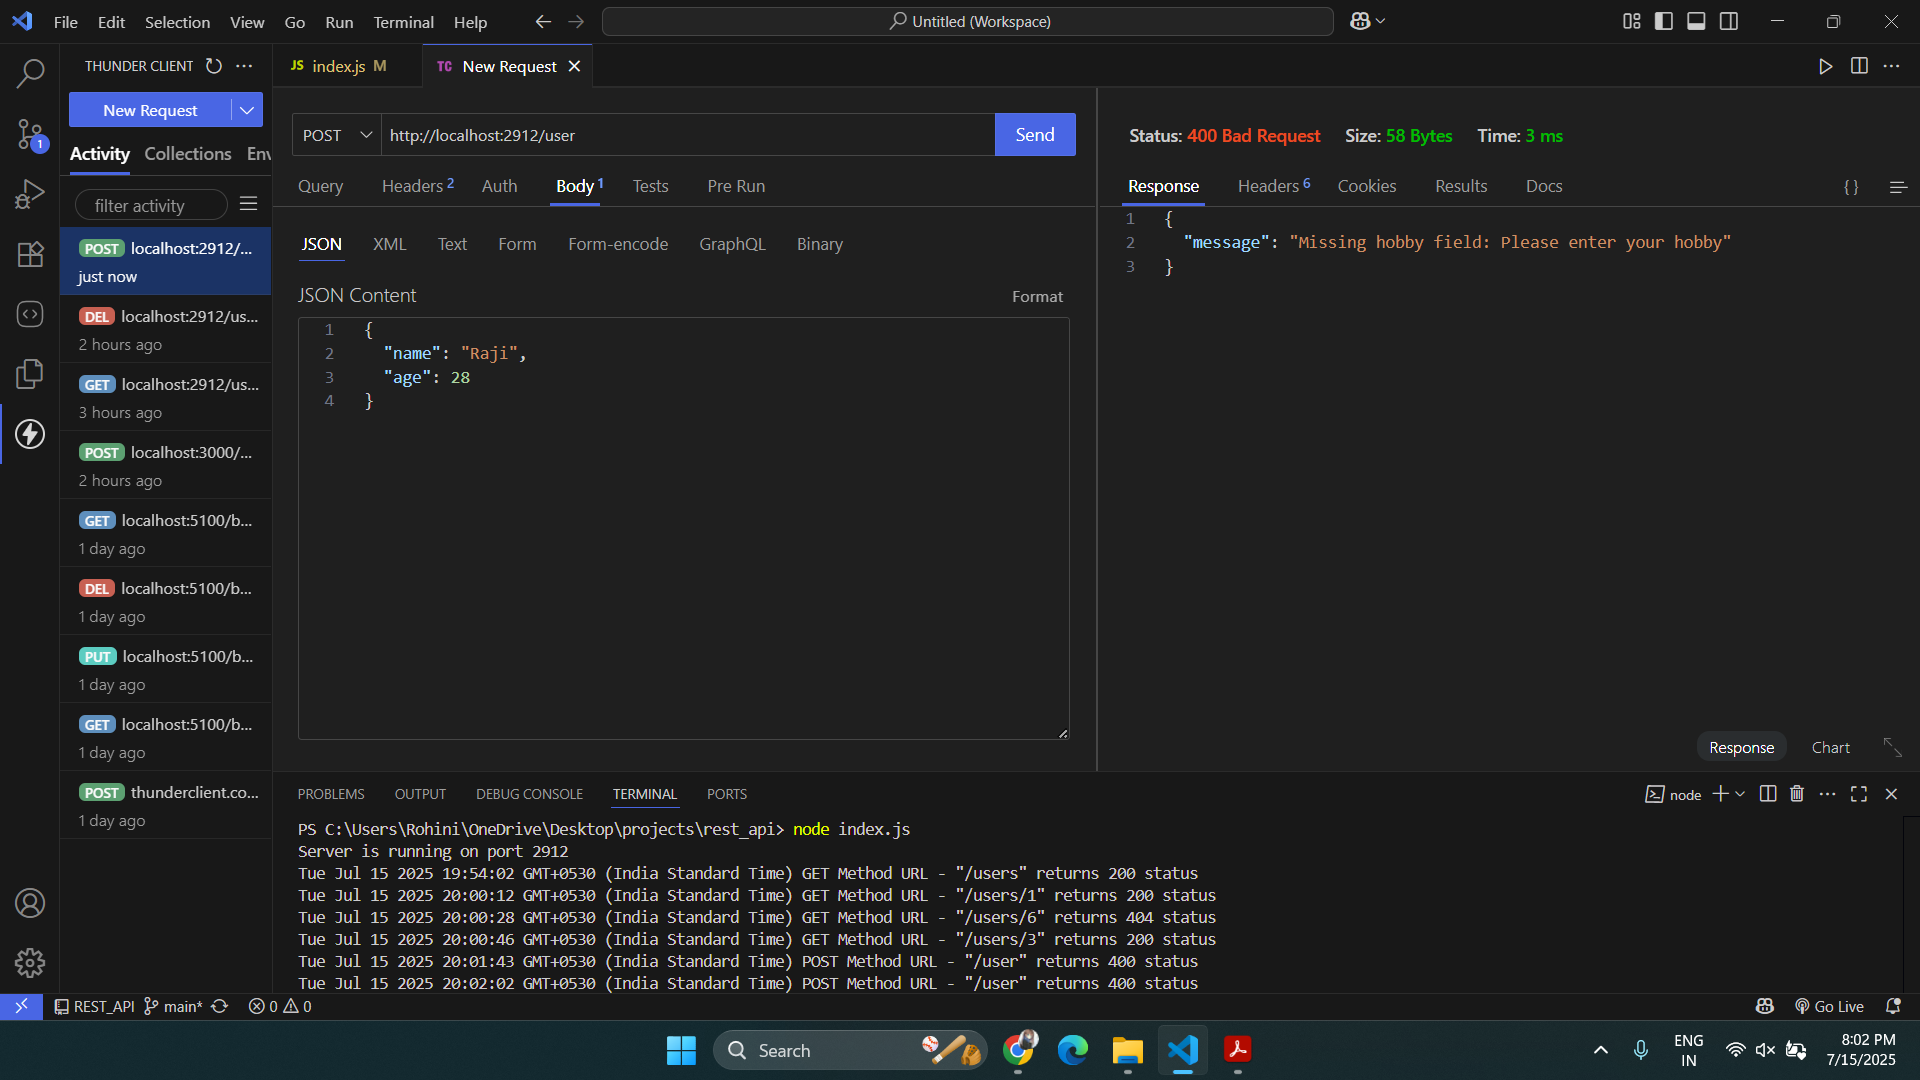 File Edit Selection View Go Run Terminal Help
Untitled (Workspace)
THUNDER CLIENT
New Request
Activity Collections Env
filter activity
POST localhost:2912/...
just now
DEL localhost:2912/us...
2 hours ago
GET localhost:2912/us...
3 hours ago
POST localhost:3000/...
2 hours ago
GET localhost:5100/b...
1 day ago
DEL localhost:5100/b...
1 day ago
PUT localhost:5100/b...
1 day ago
GET localhost:5100/b...
1 day ago
POST thunderclient.co...
1 day ago
1
JS index.js M
TC New Request
POST http://localhost:2912/user Send
Query Headers 2 Auth Body 1 Tests Pre Run
JSON XML Text Form Form-encode GraphQL Binary
JSON Content Format
1 {
2 "name": "Raji",
3 "age": 28
4 }
Status: 400 Bad Request Size: 58 Bytes Time: 3 ms
Response Headers 6 Cookies Results Docs { }
1 {
2 "message": "Missing hobby field: Please enter your hobby"
3 }
Response Chart
PROBLEMS OUTPUT DEBUG CONSOLE TERMINAL PORTS
node
PS C:\Users\Rohini\OneDrive\Desktop\projects\rest_api> node index.js
Server is running on port 2912
Tue Jul 15 2025 19:54:02 GMT+0530 (India Standard Time) GET Method URL - "/users" returns 200 status
Tue Jul 15 2025 20:00:12 GMT+0530 (India Standard Time) GET Method URL - "/users/1" returns 200 status
Tue Jul 15 2025 20:00:28 GMT+0530 (India Standard Time) GET Method URL - "/users/6" returns 404 status
Tue Jul 15 2025 20:00:46 GMT+0530 (India Standard Time) GET Method URL - "/users/3" returns 200 status
Tue Jul 15 2025 20:01:43 GMT+0530 (India Standard Time) POST Method URL - "/user" returns 400 status
Tue Jul 15 2025 20:02:02 GMT+0530 (India Standard Time) POST Method URL - "/user" returns 400 status
REST_API main* 0 0
Go Live
Search
ENG
IN
8:02 PM
7/15/2025